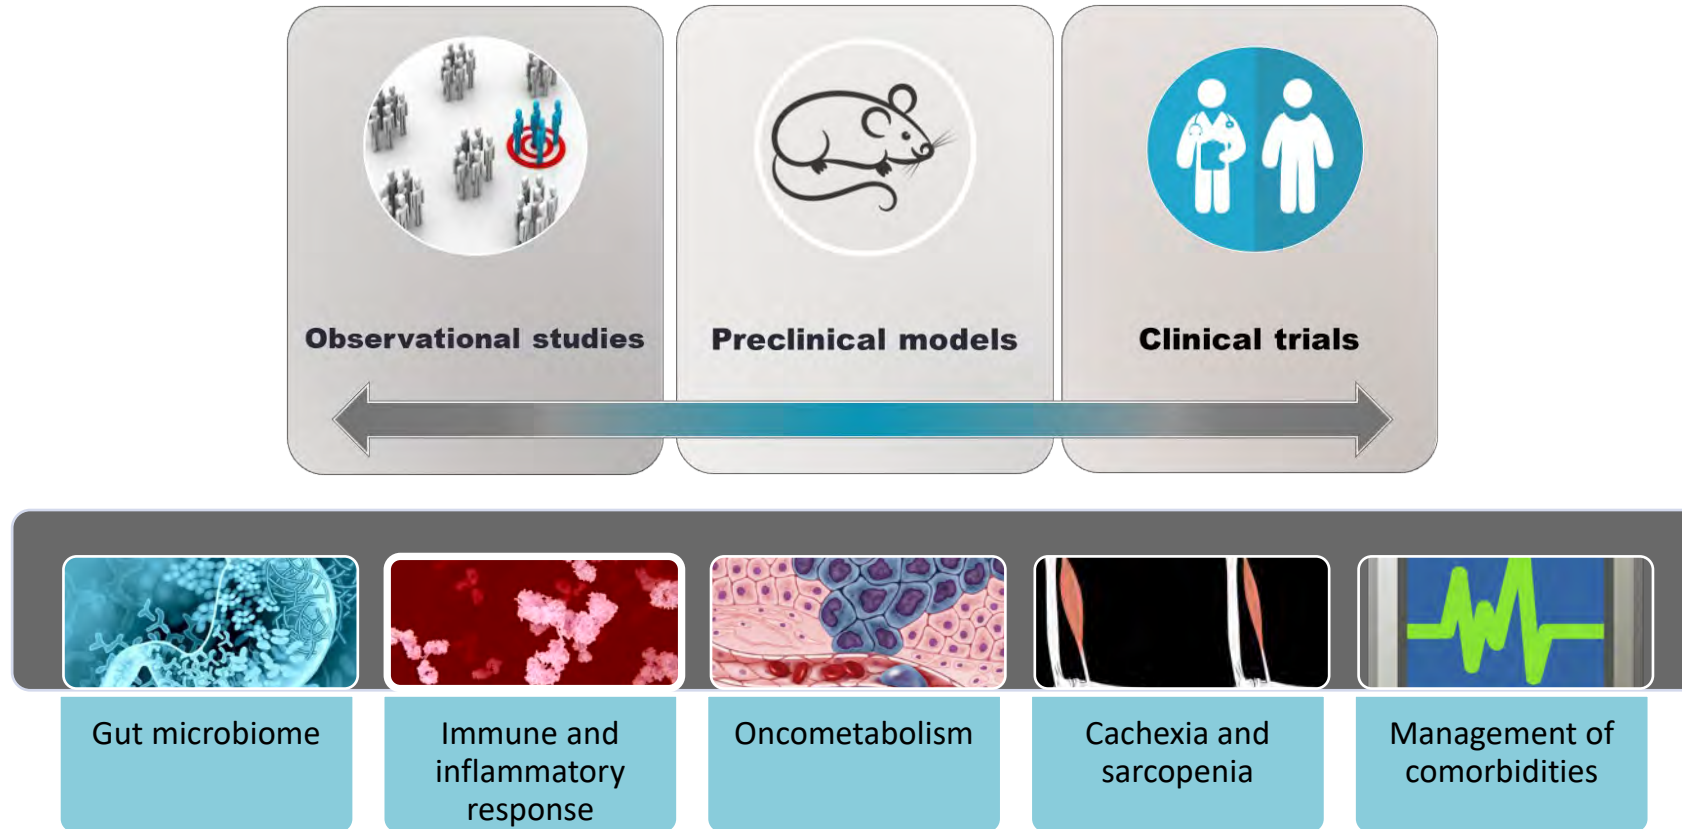 Observational studies
Preclinical models
Clinical trials
Gut microbiome
Immune and
inflammatory
response
Oncometabolism
Cachexia and
sarcopenia
Management of
comorbidities